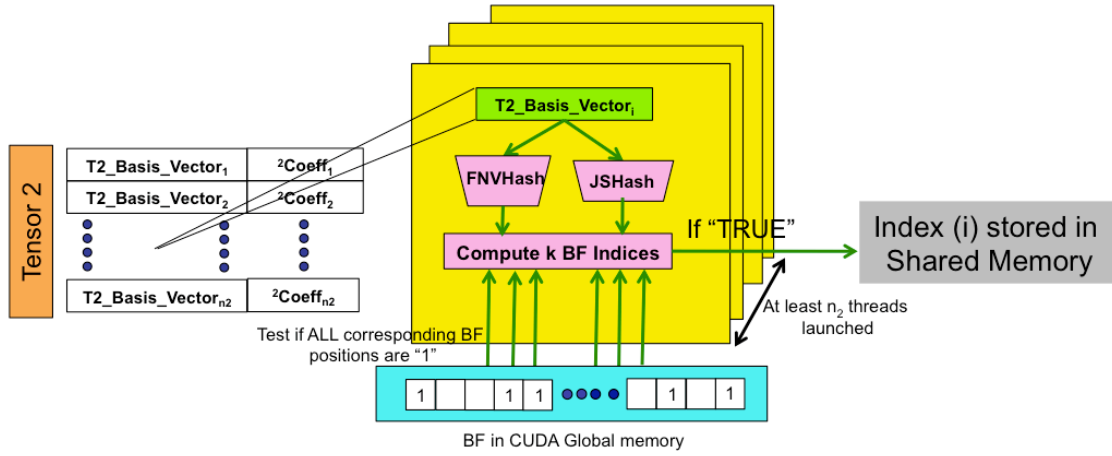 Tensor 2
T2_Basis_Vector1 2Coeff1
T2_Basis_Vector2 2Coeff2
T2_Basis_Vectorn2 2Coeffn2
T2_Basis_Vectori
FNVHash
JSHash
Compute k BF Indices
If “TRUE”
Index (i) stored in
Shared Memory
At least n2 threads
launched
Test if ALL corresponding BF
positions are “1”
1 1 1 1 1
BF in CUDA Global memory